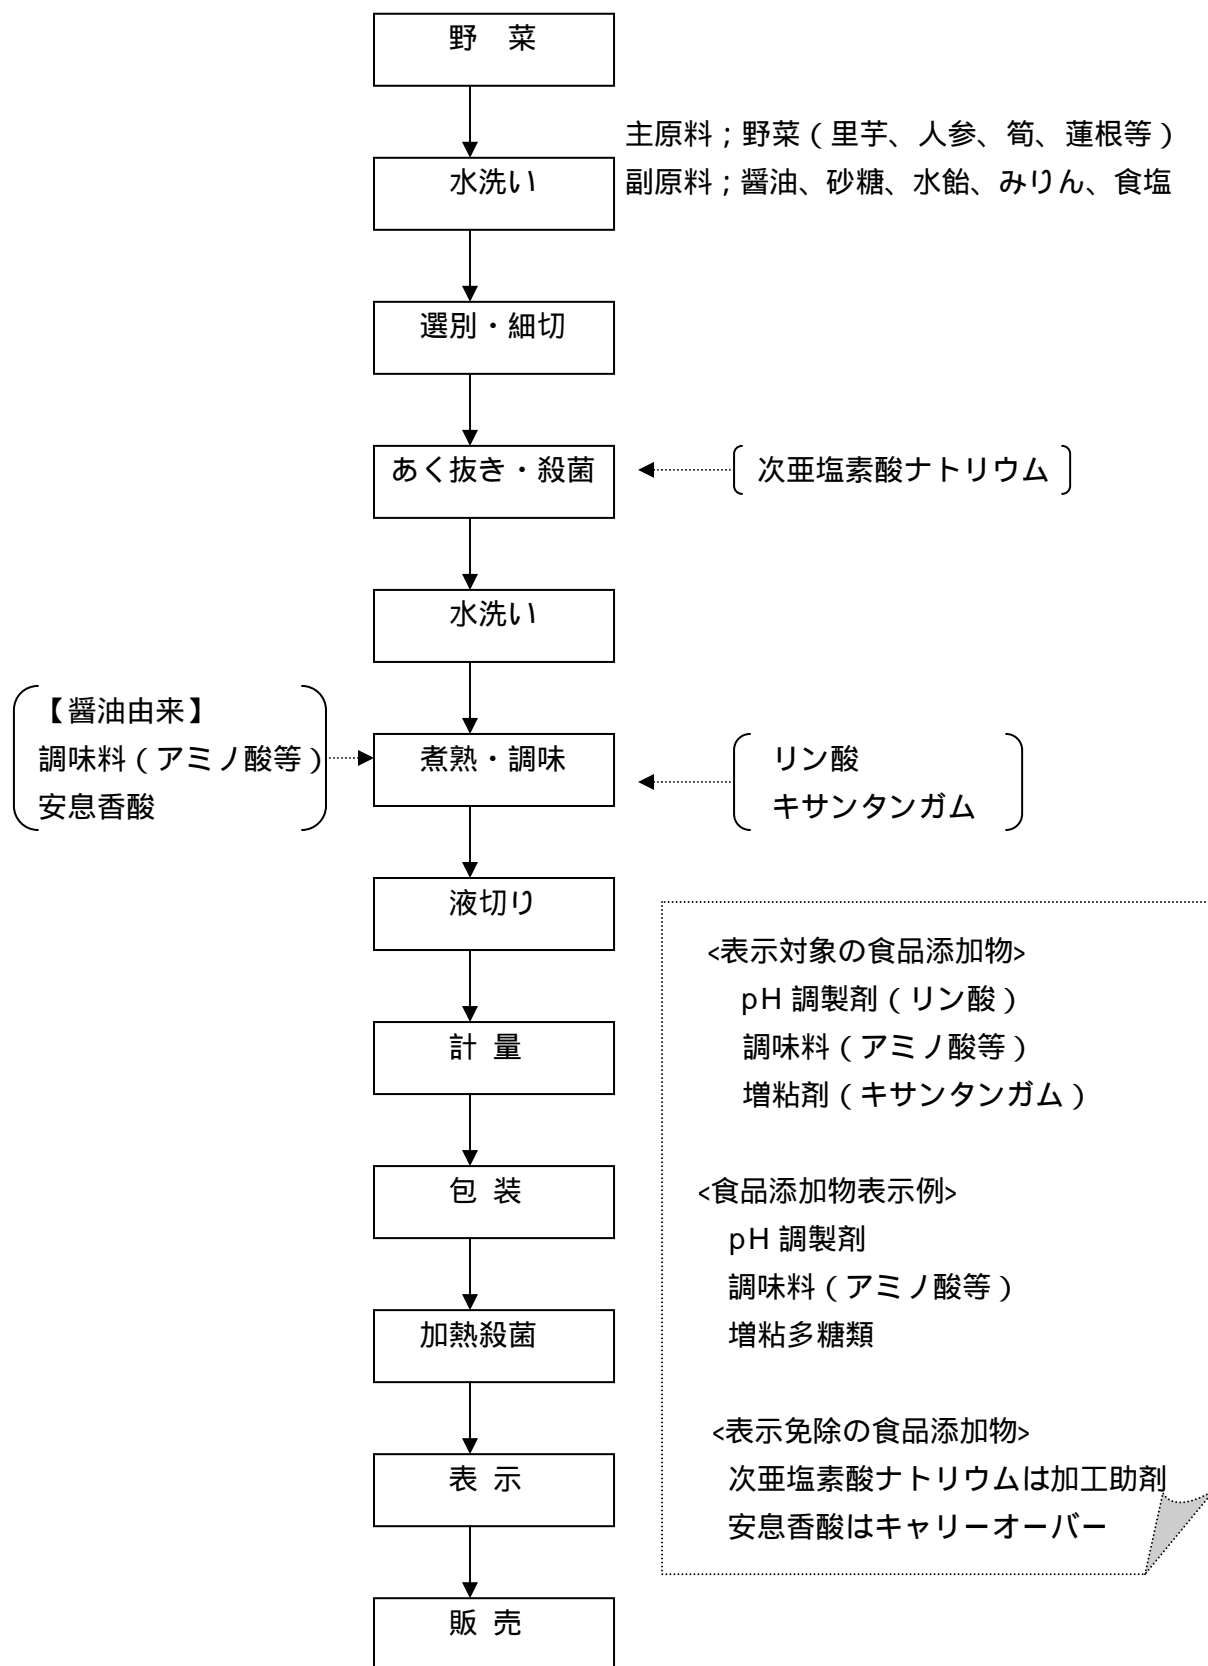 野　菜
主原料；野菜（里芋、人参、筍、蓮根等）
水洗い
副原料；醤油、砂糖、水飴、みりん、食塩
選別・細切
あく抜き・殺菌
次亜塩素酸ナトリウム
水洗い
【醤油由来】
調味料（アミノ酸等）
安息香酸
煮熟・調味
リン酸
キサンタンガム
液切り
計 量
包 装
加熱殺菌
表 示
販 売
<表示対象の食品添加物>
pH 調製剤（リン酸）
調味料（アミノ酸等）
増粘剤（キサンタンガム）
<食品添加物表示例>
pH 調製剤
調味料（アミノ酸等）
増粘多糖類
<表示免除の食品添加物>
次亜塩素酸ナトリウムは加工助剤
安息香酸はキャリーオーバー